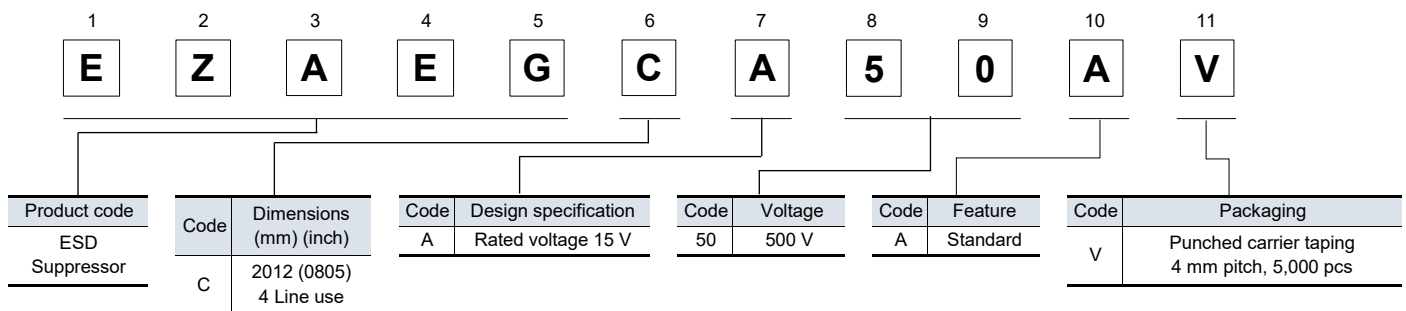 1 2 3 4 5 6 7 8 9 10 11
E Z A E G C A 5 0 A V
Product code
ESD
Suppressor
Code Dimensions
(mm) (inch)
C 2012 (0805)
4 Line use
Code Design specification
A Rated voltage 15 V
Code Voltage
50 500 V
Code Feature
A Standard
Code Packaging
V Punched carrier taping
4 mm pitch, 5,000 pcs